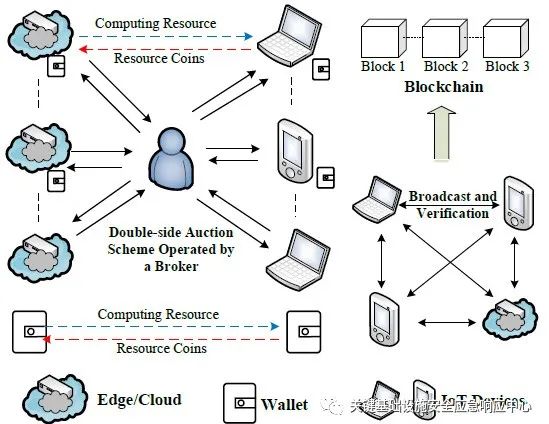 Computing Resource
Resource Coins
Block 1
Block 2
Block 3
Blockchain
Double-side Auction
Scheme Operated by
a Broker
Broadcast and
Verification
Computing Resource
Resource Coins
Edge/Cloud
Wallet
IoT Devices
关键基础设施安全应急响应中心